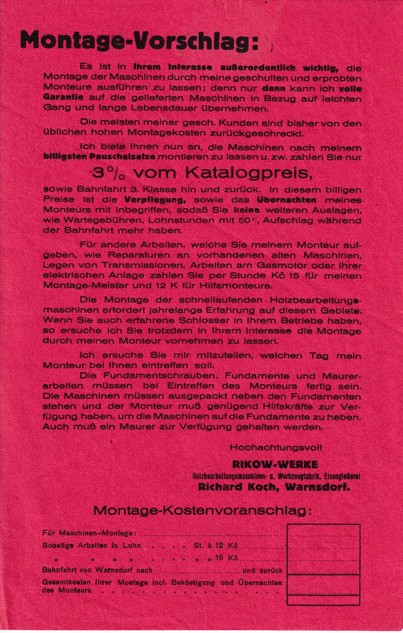 Montage-Vorschlag:
Es ist in Ihrem Interesse außerordentlich wichtig, die
Montage der Maschinen durch meine geschulten und erprobten
Monteure ausführen zu lassen; denn nur dann kann ich volle
Garantie auf die gelieferten Maschinen in Bezug auf leichten
Gang und lange Lebensdauer übernehmen.
Die meisten meiner gesch. Kunden sind bisher von den
üblichen hohen Montagekosten zurückgeschreckt.
Ich biete Ihnen nun an, die Maschinen nach meinem
billigsten Pauschalsatze montieren zu lassen u. zw. zahlen Sie nur
3% vom Katalogpreis,
sowie Bahnfahrt 3. Klasse hin und zurück. In diesem billigen
Preise ist die Verpflegung, sowie das Übernachten meines
Monteurs mit inbegriffen, sodaß Sie keine weiteren Auslagen,
wie Wartegebühren, Lohnstunden mit 50% Aufschlag während
der Bahnfahrt mehr haben.
Für andere Arbeiten, welche Sie meinem Monteur auf-
geben, wie Reparaturen an vorhandenen alten Maschinen,
Legen von Transmissionen, Arbeiten am Gasmotor oder Ihrer
elektrischen Anlage zahlen Sie per Stunde Kč 15 für meinen
Montage-Meister und 12 K für Hilfsmonteure.
Die Montage der schnellaufenden Holzbearbeitungs-
maschinen erfordert jahrelange Erfahrung auf diesem Gebiete.
Wenn Sie auch erfahrene Schlosser in Ihrem Betriebe haben,
so ersuche ich Sie trotzdem in Ihrem Interesse die Montage
durch meinen Monteur vornehmen zu lassen.
Ich ersuche Sie mir mitzuteilen, welchen Tag mein
Monteur bei Ihnen eintreffen soll.
Die Fundamentschrauben, Fundamente und Maurer-
arbeiten müssen bei Eintreffen des Monteurs fertig sein.
Die Maschinen müssen ausgepackt neben den Fundamenten
stehen und der Monteur muß genügend Hilfskräfte zur Ver-
fügung haben, um die Maschinen auf die Fundamente zu heben.
Auch muß ein Maurer zur Verfügung gehalten werden.
Hochachtungsvoll
RIKOW-WERKE
Holzbearbeitungsmaschinen- u. Werkzeugfabrik, Eisengießerei
Richard Koch, Warnsdorf.
Montage-Kostenvoranschlag:
Für Maschinen-Montage:
Sonstige Arbeiten in Lohn . . . . St. à 12 Kč
„ „ „ . . . . „ „ 15 Kč
Bahnfahrt von Warnsdorf nach und zurück
Gesamtkosten Ihrer Montage incl. Beköstigung und Übernachten
des Monteurs